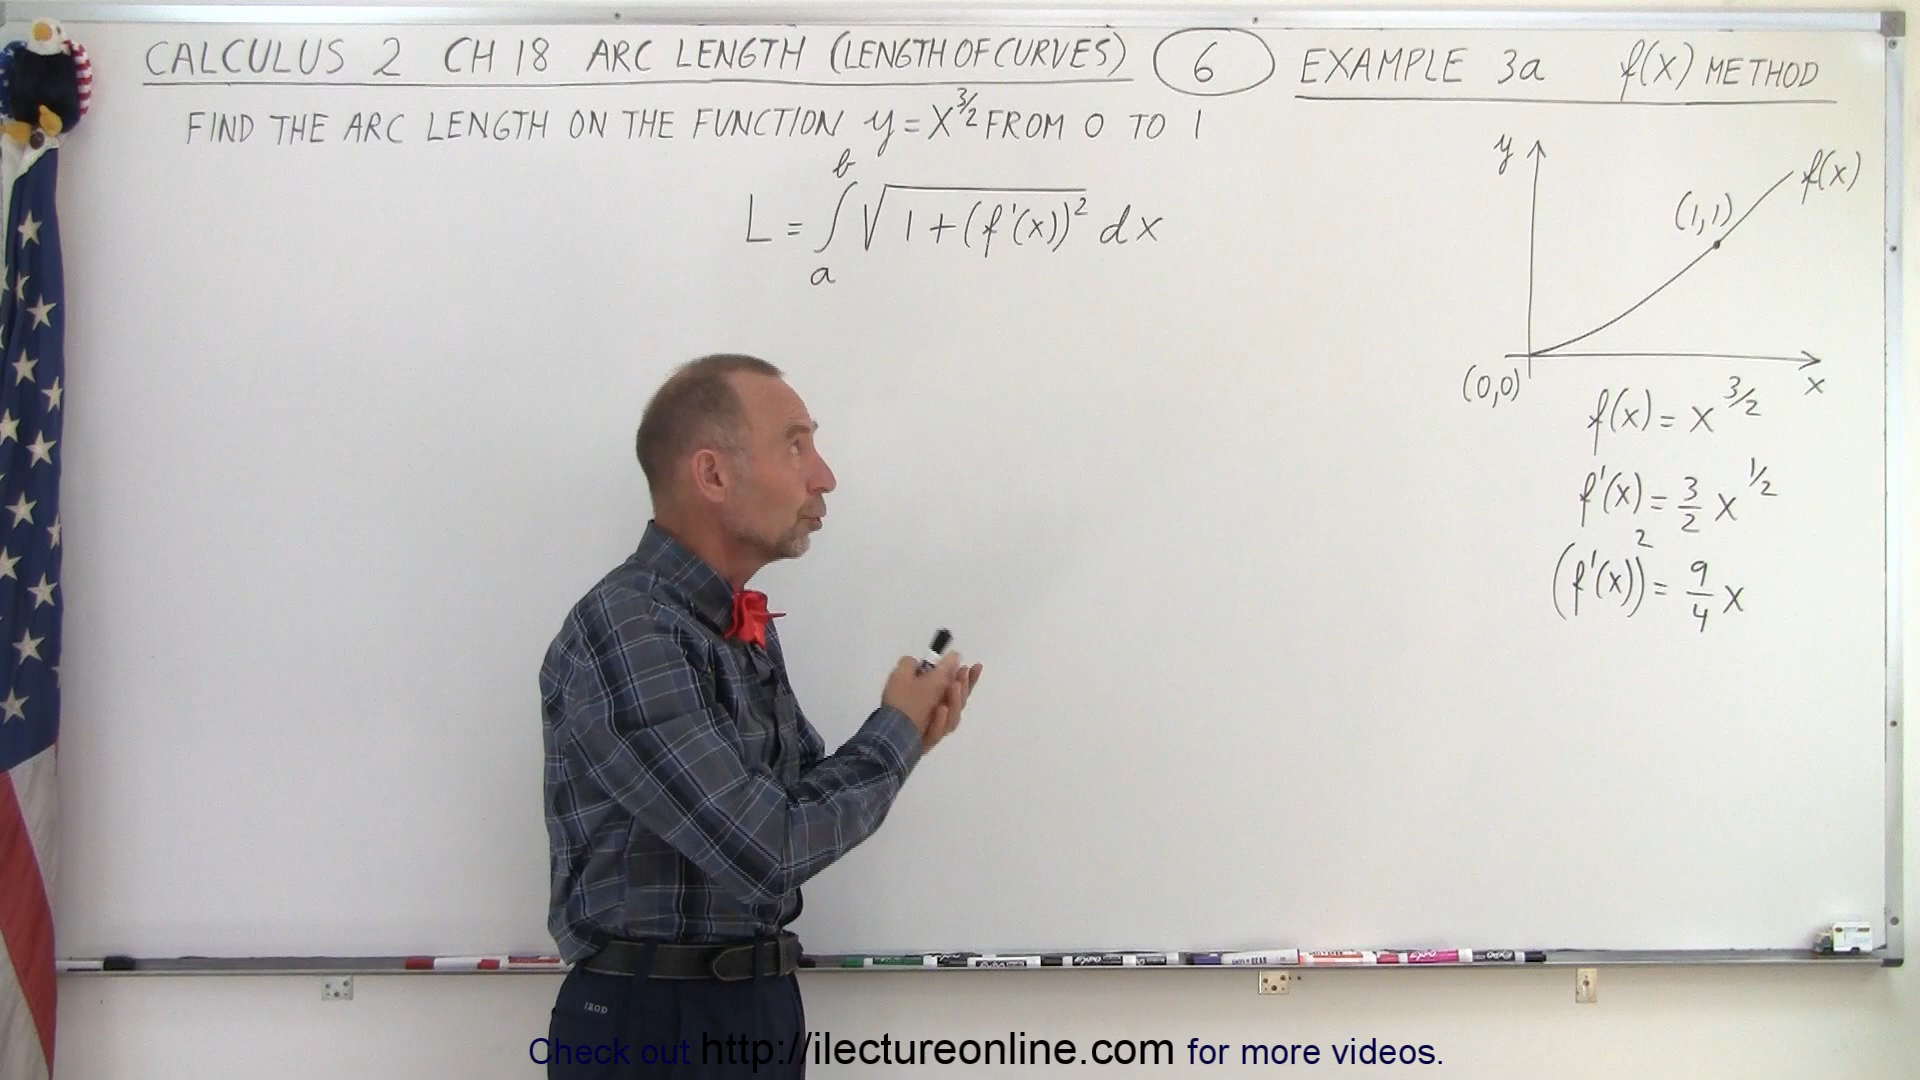 CALCULUS 2 CH 18 ARC LENGTH (LENGTH OF CURVES) 6 EXAMPLE 3a f(x) METHOD
FIND THE ARC LENGTH ON THE FUNCTION y = x^3/2 FROM 0 TO 1
L = ∫_a^b √(1 + (f'(x))^2) dx
y
f(x)
(1,1)
(0,0)
x
f(x) = x^3/2
f'(x) = 3/2 x^1/2
(f'(x))^2 = 9/4 x
IZOD
Check out http://ilectureonline.com for more videos.